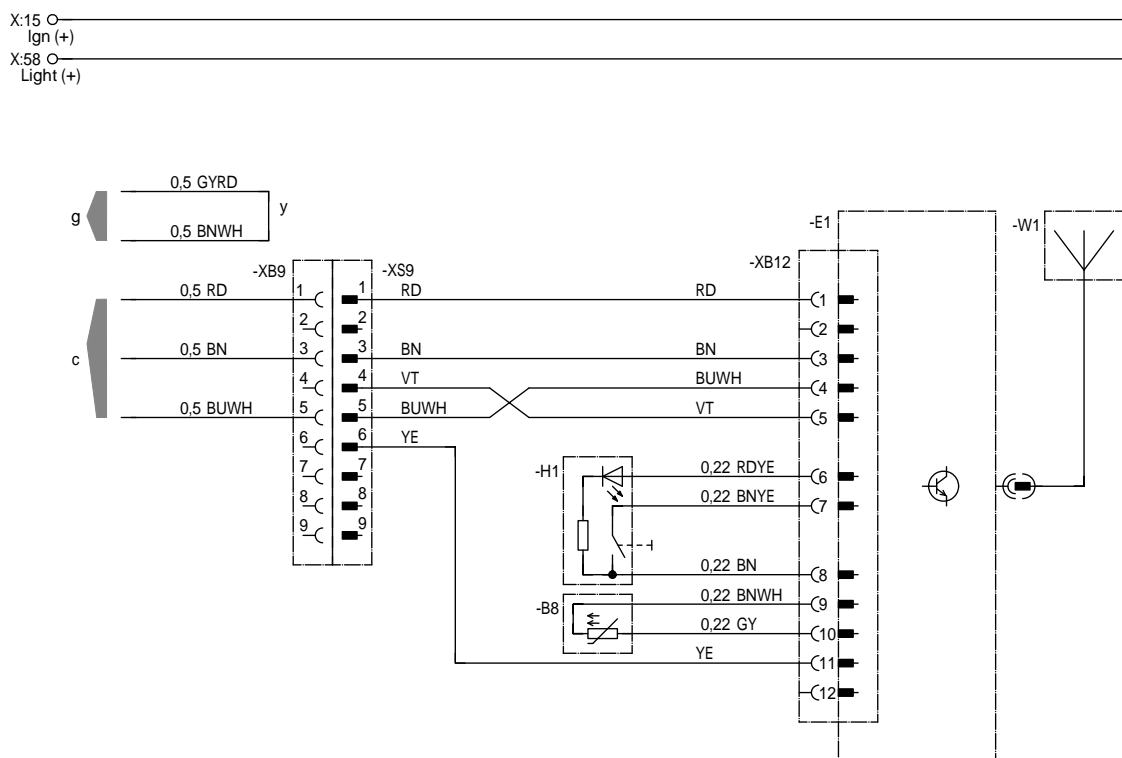 X:15
Ign (+)
X:58
Light (+)
0,5 GYRD
g
y
0,5 BNWH
-E1
-W1
-XB9
-XS9
-XB12
0,5 RD
1
1
RD
RD
1
2
2
2
c
0,5 BN
3
3
BN
BN
3
4
4
VT
BUWH
4
0,5 BUWH
5
5
BUWH
VT
5
6
6
YE
7
7
-H1
0,22 RDYE
6
8
8
0,22 BNYE
7
9
9
0,22 BN
8
-B8
0,22 BNWH
9
0,22 GY
10
YE
11
12